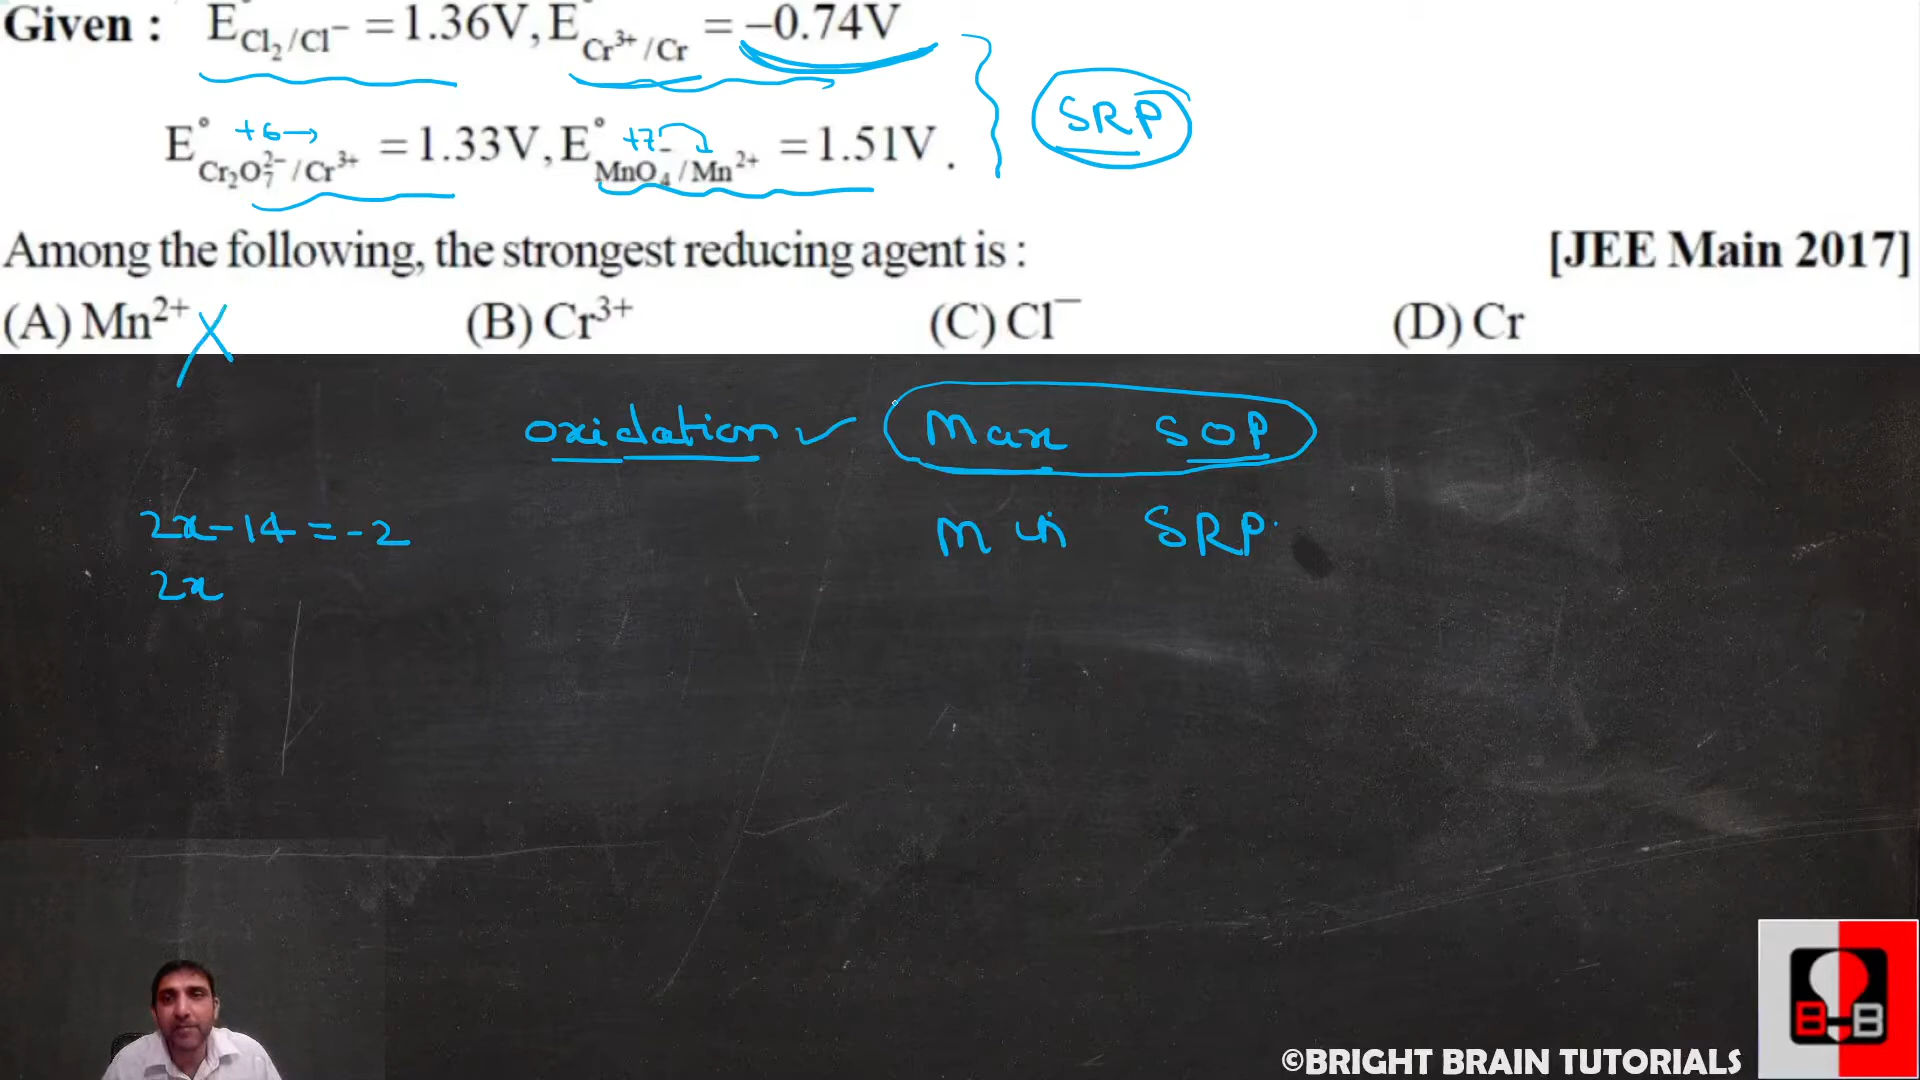 Given : E°Cl₂/Cl⁻ = 1.36V, E°Cr³⁺/Cr = –0.74V
SRP
+6→ +7
E°Cr₂O₇²⁻/Cr³⁺ = 1.33V, E°MnO₄⁻/Mn²⁺ = 1.51V .
Among the following, the strongest reducing agent is : [JEE Main 2017]
(A) Mn²⁺ (B) Cr³⁺ (C) Cl⁻ (D) Cr
oxidation ✓ Max SOP
2x-14=-2 Min SRP.
2x
B B
©BRIGHT BRAIN TUTORIALS